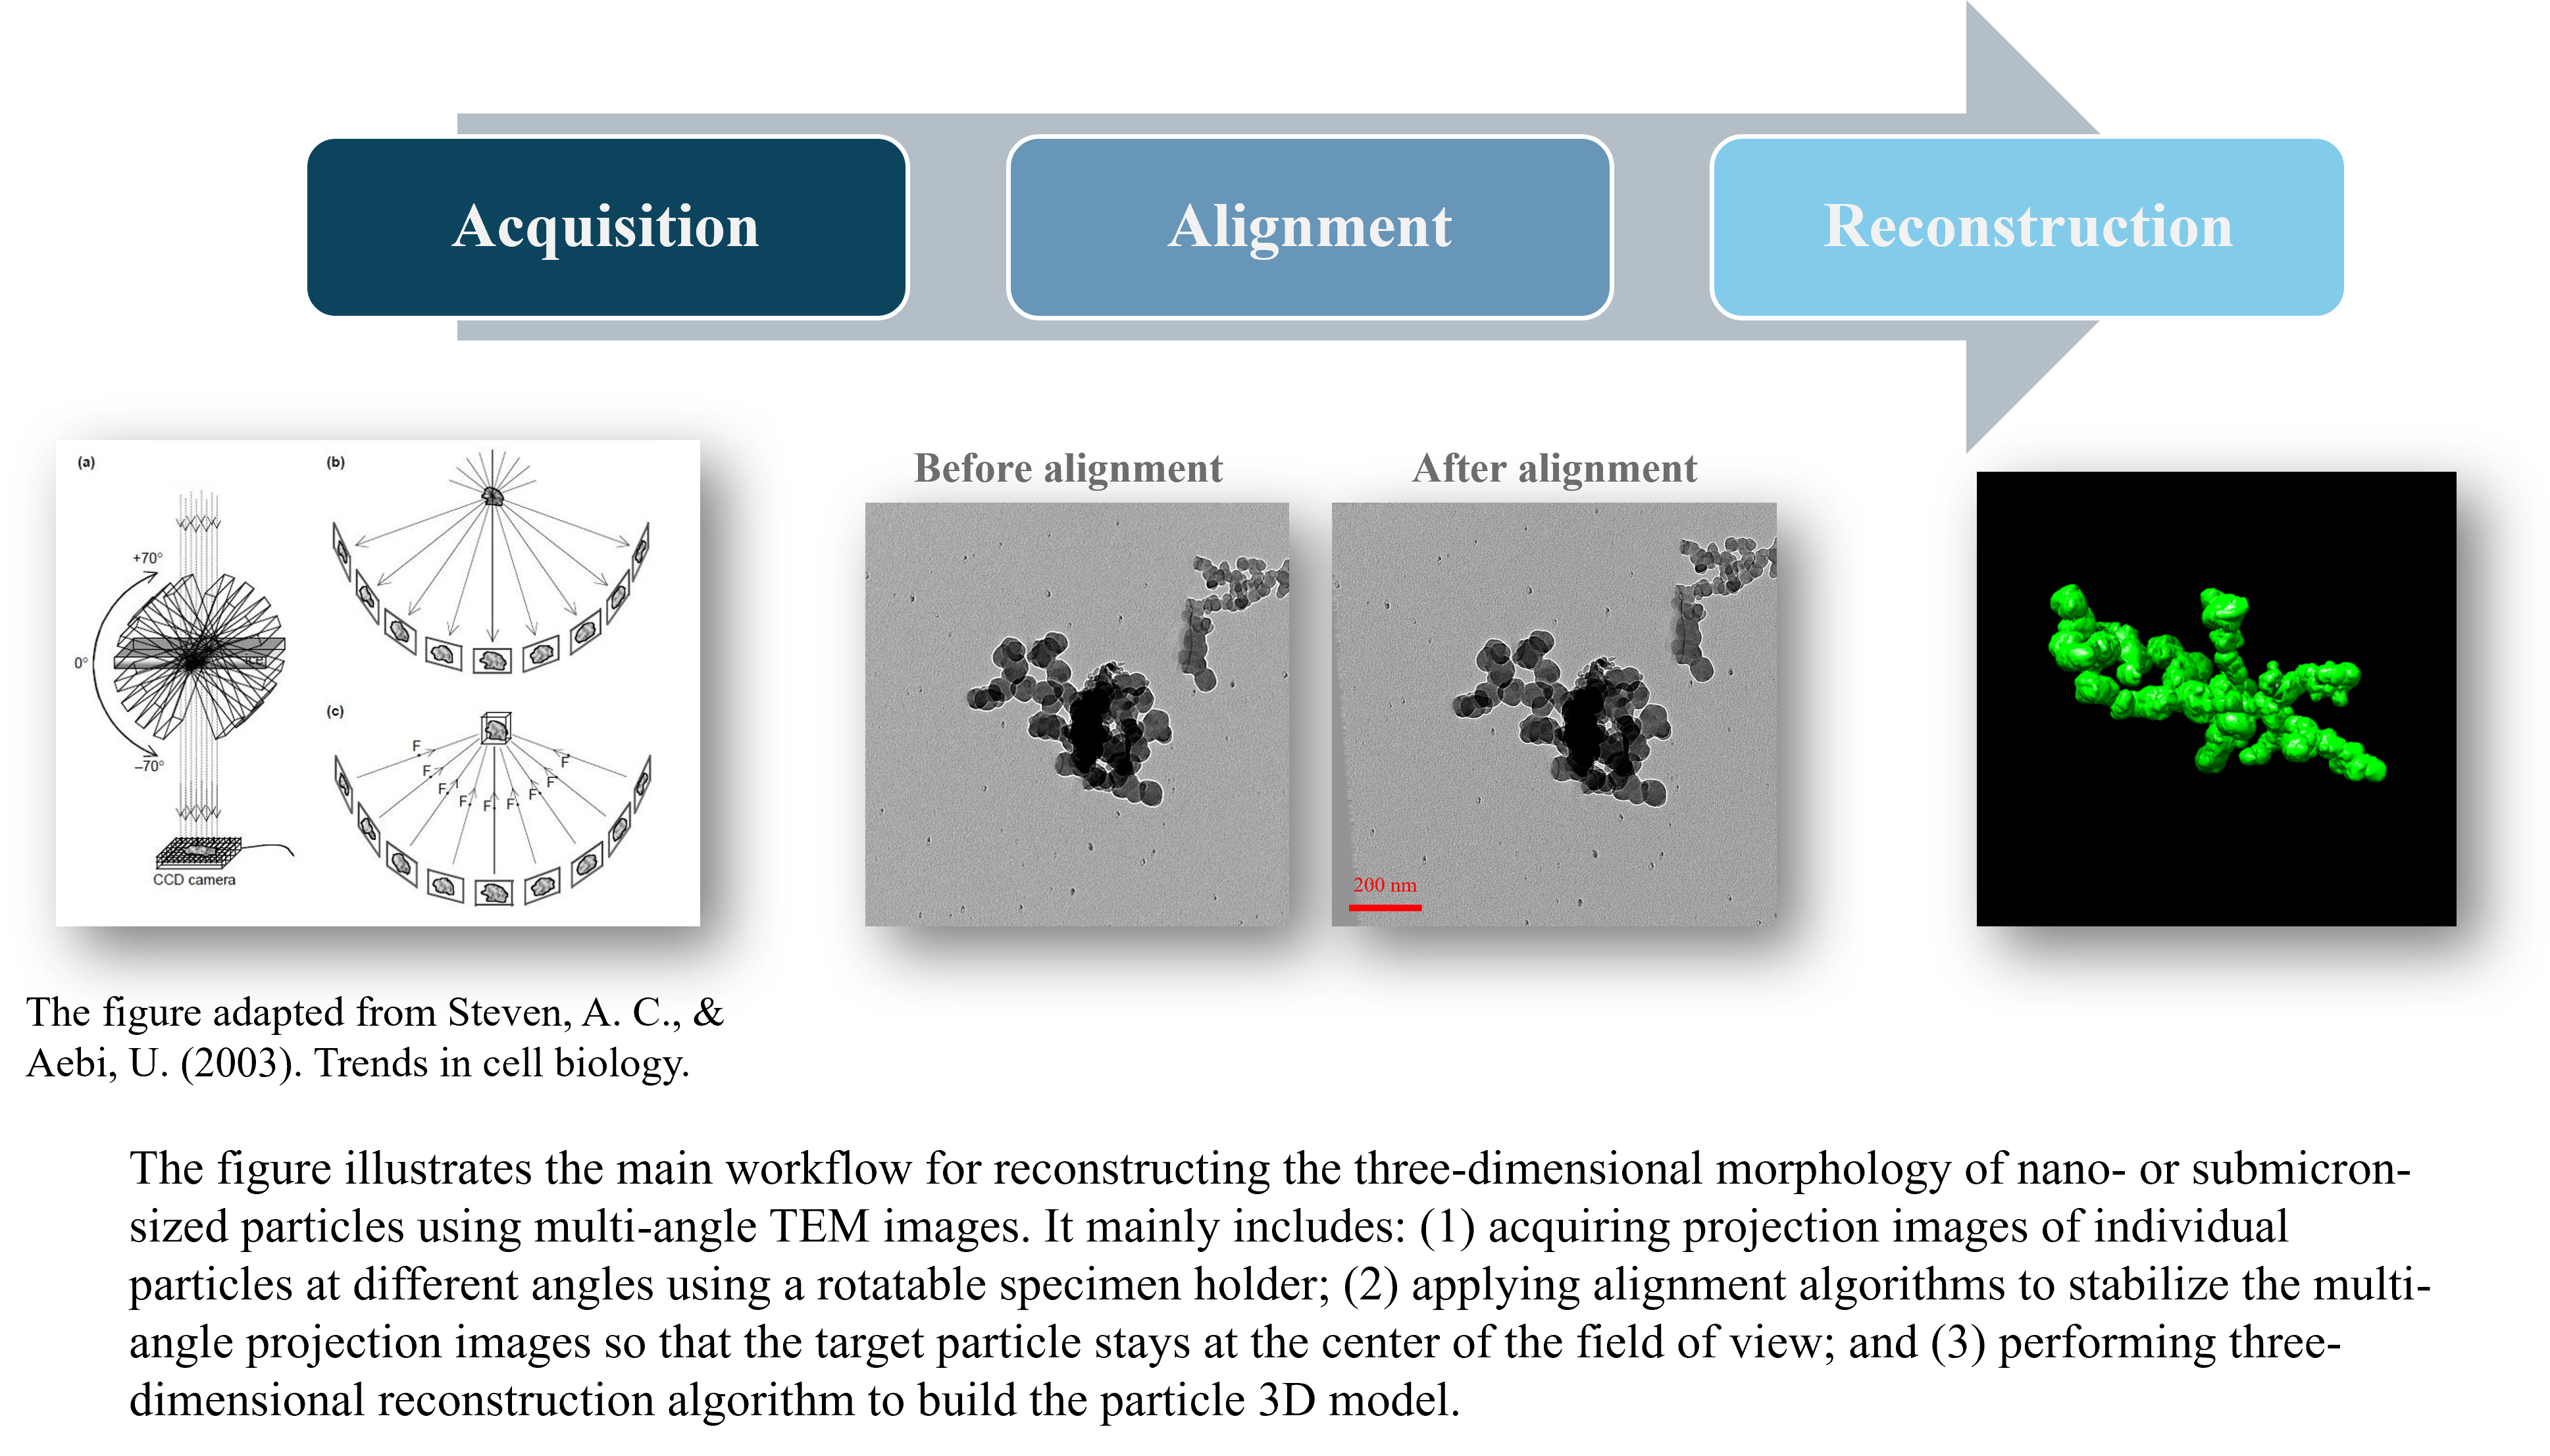 Acquisition
Alignment
Reconstruction
(a)
+70°
0°
ice
–70°
CCD camera
(b)
(c)
F
F
F
F
F
F
F
F
F
Before alignment
After alignment
200 nm
The figure adapted from Steven, A. C., &
Aebi, U. (2003). Trends in cell biology.
The figure illustrates the main workflow for reconstructing the three-dimensional morphology of nano- or submicron-
sized particles using multi-angle TEM images. It mainly includes: (1) acquiring projection images of individual
particles at different angles using a rotatable specimen holder; (2) applying alignment algorithms to stabilize the multi-
angle projection images so that the target particle stays at the center of the field of view; and (3) performing three-
dimensional reconstruction algorithm to build the particle 3D model.